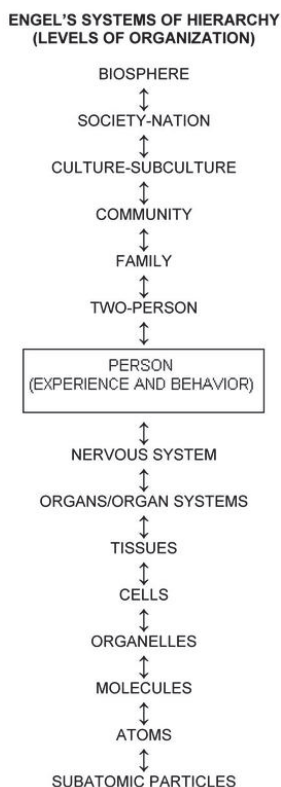 ENGEL'S SYSTEMS OF HIERARCHY
(LEVELS OF ORGANIZATION)
BIOSPHERE
SOCIETY-NATION
CULTURE-SUBCULTURE
COMMUNITY
FAMILY
TWO-PERSON
PERSON
(EXPERIENCE AND BEHAVIOR)
NERVOUS SYSTEM
ORGANS/ORGAN SYSTEMS
TISSUES
CELLS
ORGANELLES
MOLECULES
ATOMS
SUBATOMIC PARTICLES